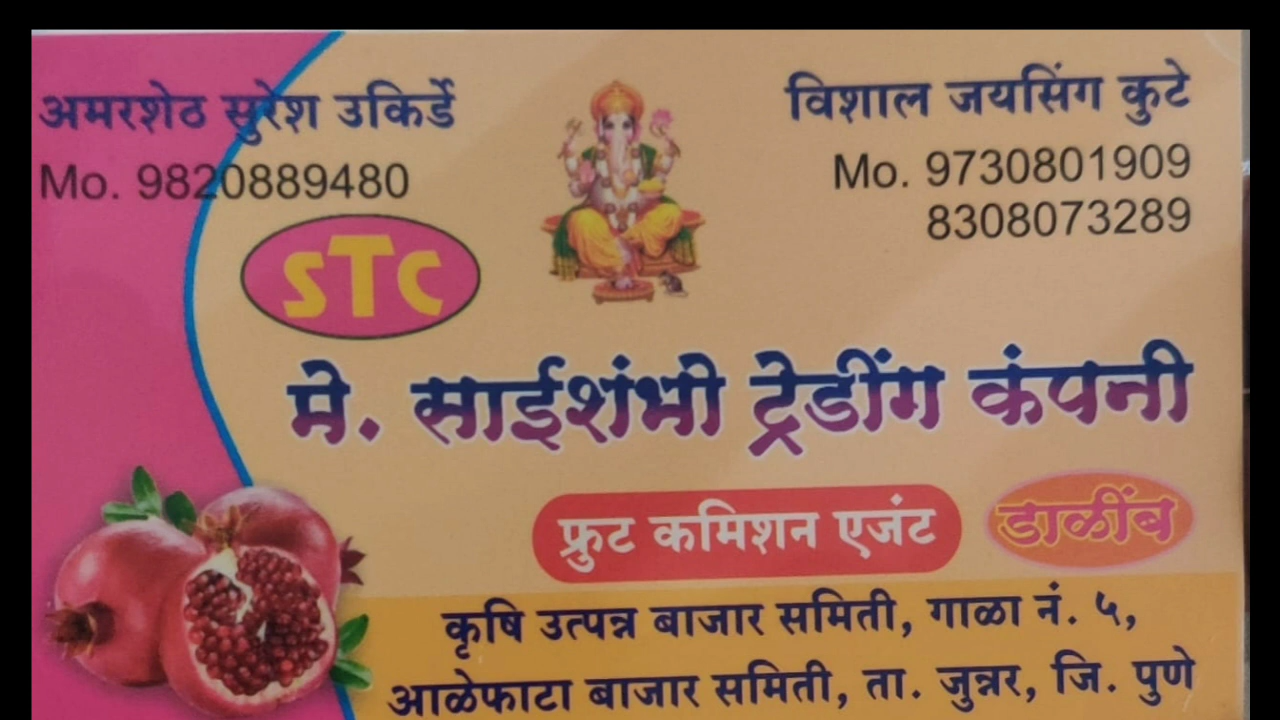 अमरशेठ सुरेश उकिर्डे
Mo. 9820889480
विशाल जयसिंग कुटे
Mo. 9730801909
8308073289
STC
मे. साईशंभो ट्रेडींग कंपनी
फ्रुट कमिशन एजंट
डाळींब
कृषि उत्पन्न बाजार समिती, गाळा नं. ५,
आळेफाटा बाजार समिती, ता. जुन्नर, जि. पुणे